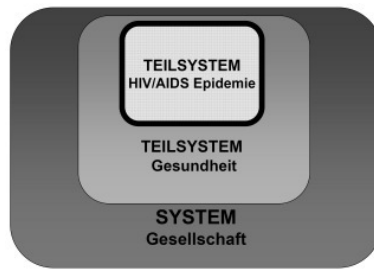 TEILSYSTEM
HIV/AIDS Epidemie
TEILSYSTEM
Gesundheit
SYSTEM
Gesellschaft